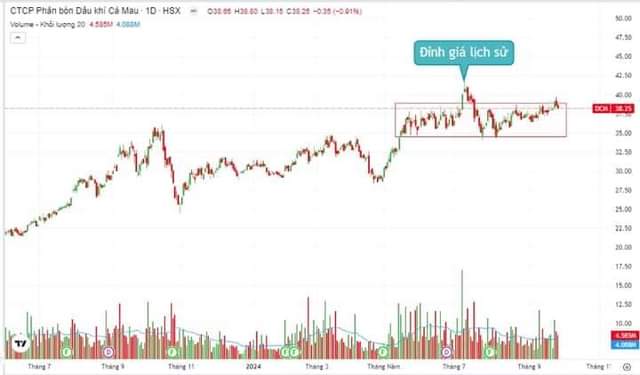 CTCP Phân bón Dầu khí Cà Mau · 1D · HSX O38.65 H38.80 L38.15 C38.25 −0.35 (−0.91%)
Volume - Khối lượng 20 4.585M 4.088M
Đỉnh giá lịch sử
50.00
47.50
45.00
42.50
40.00
DCM 38.25
35.00
32.50
30.00
27.50
25.00
22.50
20.00
17.50
15.00
12.50
10.00
7.50
4.585M
4.088M
Tháng 7 Tháng 9 Tháng 11 2024 Tháng 3 Tháng Năm Tháng 7 Tháng 9 Tháng 11